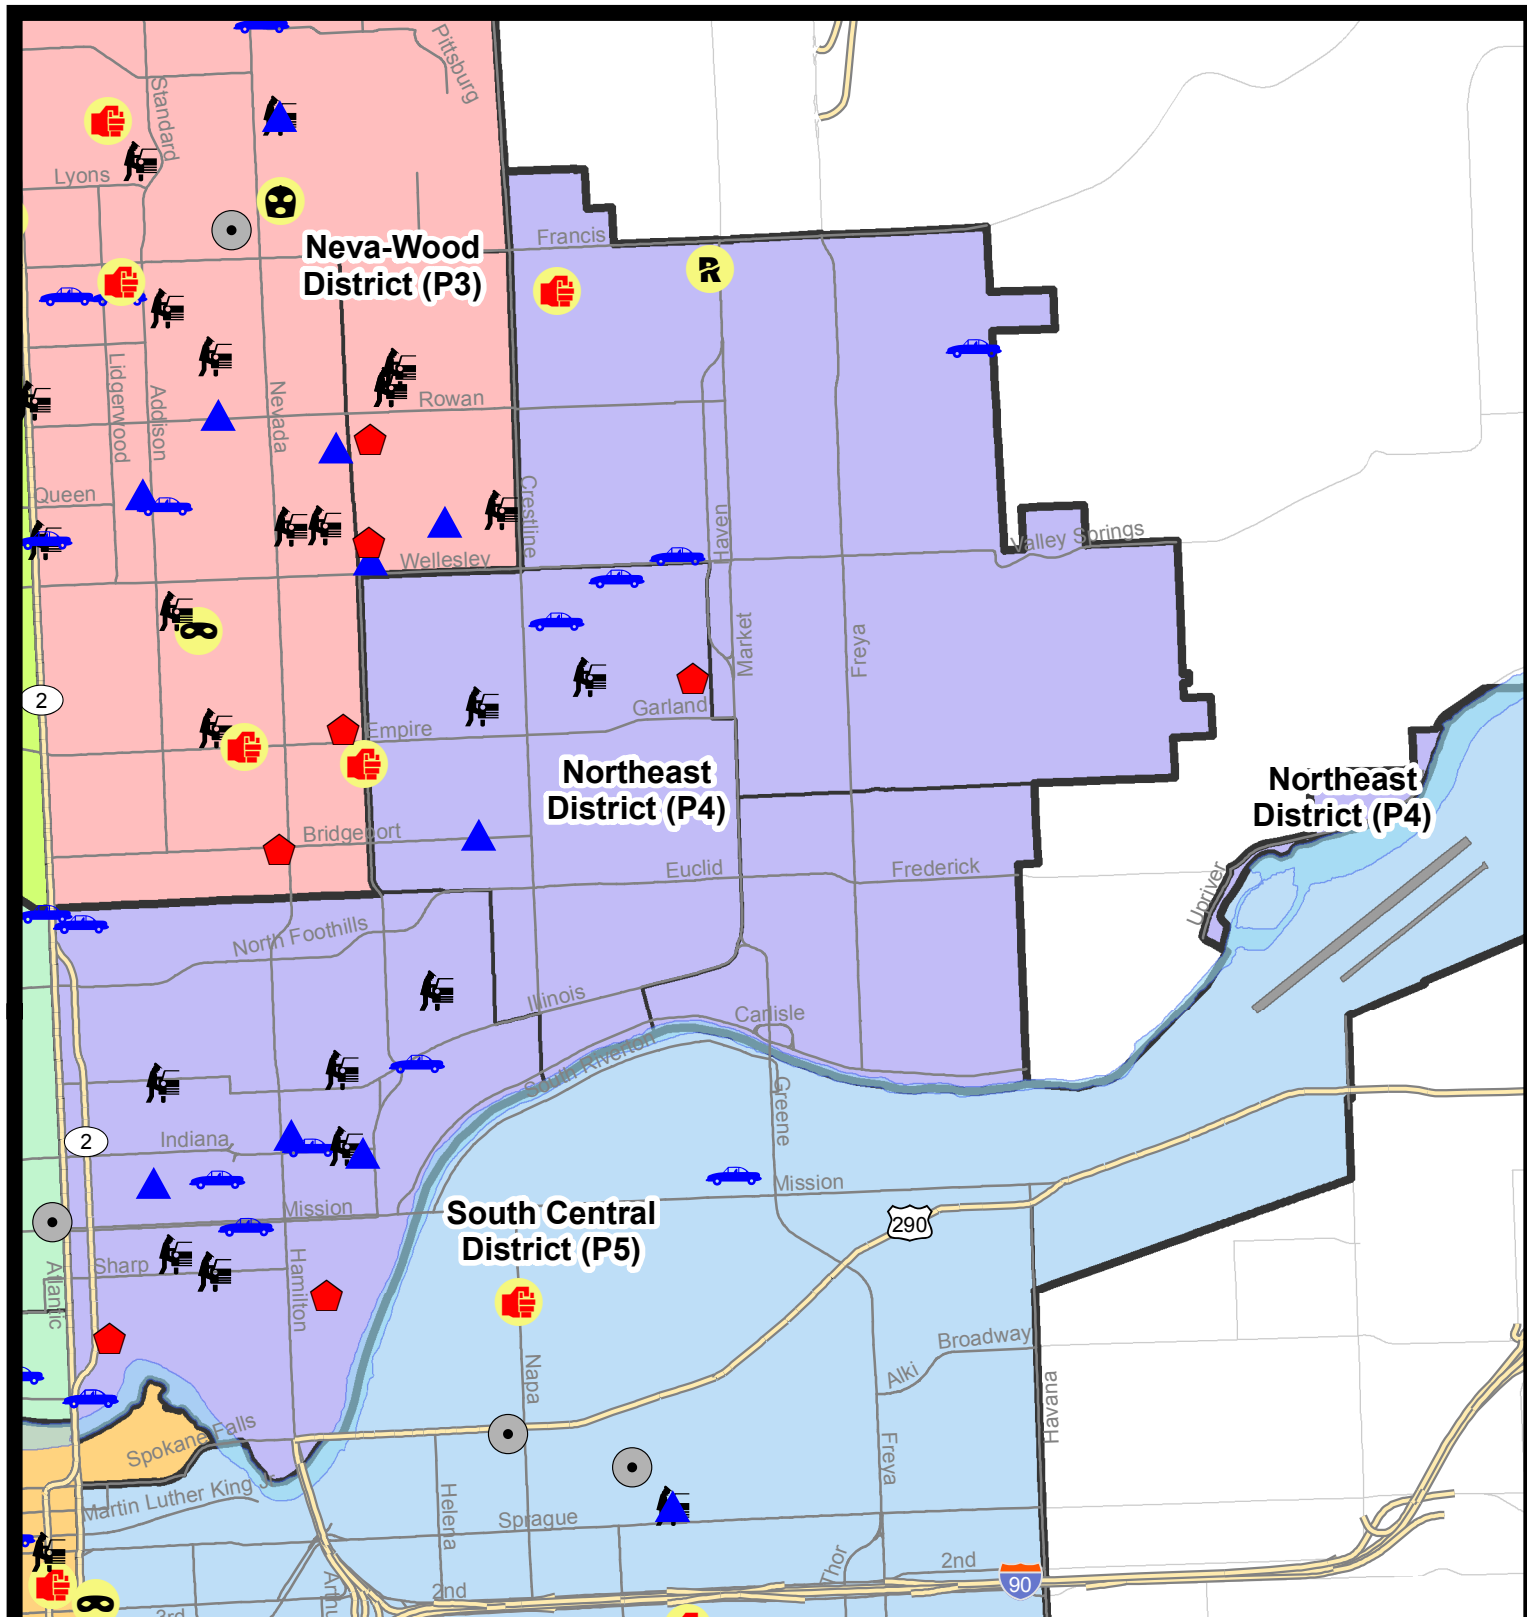 Pittsburg
Standard
Lyons
Francis
Neva-Wood
District (P3)
Lidgerwood
Addison
Nevada
Rowan
Queen
Crestline
Haven
Valley Springs
Wellesley
Market
Freya
2
Garland
Empire
Northeast
District (P4)
Northeast
District (P4)
Bridgeport
Euclid
Frederick
Upriver
North Foothills
Illinois
Carlisle
South Riverton
Greene
2
Indiana
Mission
Mission
South Central
District (P5)
290
Sharp
Hamilton
Atlantic
Broadway
Alki
Napa
Havana
Spokane Falls
Freya
Martin Luther King Jr
Helena
Sprague
Thor
2nd
90
2nd
Arthu
3rd